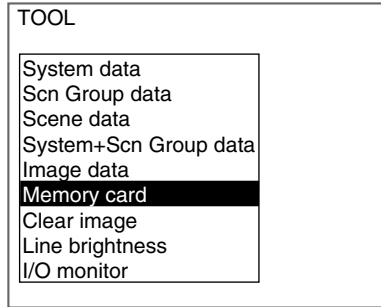 TOOL
System data
Scn Group data
Scene data
System+Scn Group data
Image data
Memory card
Clear image
Line brightness
I/O monitor